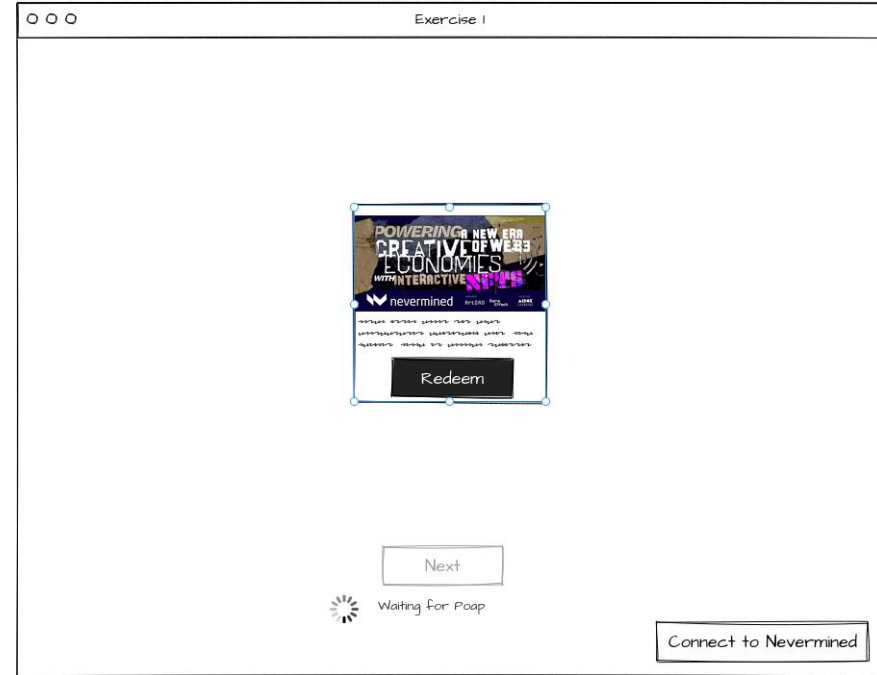 Exercise 1
POWERING A NEW ERA
CREATIVE OF WEB3
ECONOMIES
WITH INTERACTIVE NFTS
nevermined
ArtDAO
Redeem
Next
Waiting for Poap
Connect to Nevermined